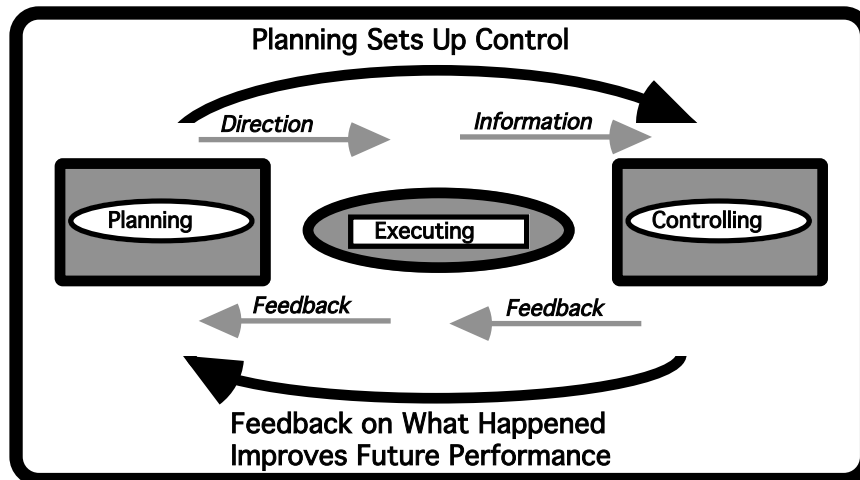 Planning Sets Up Control
Direction
Information
Planning
Executing
Controlling
Feedback
Feedback
Feedback on What Happened
Improves Future Performance